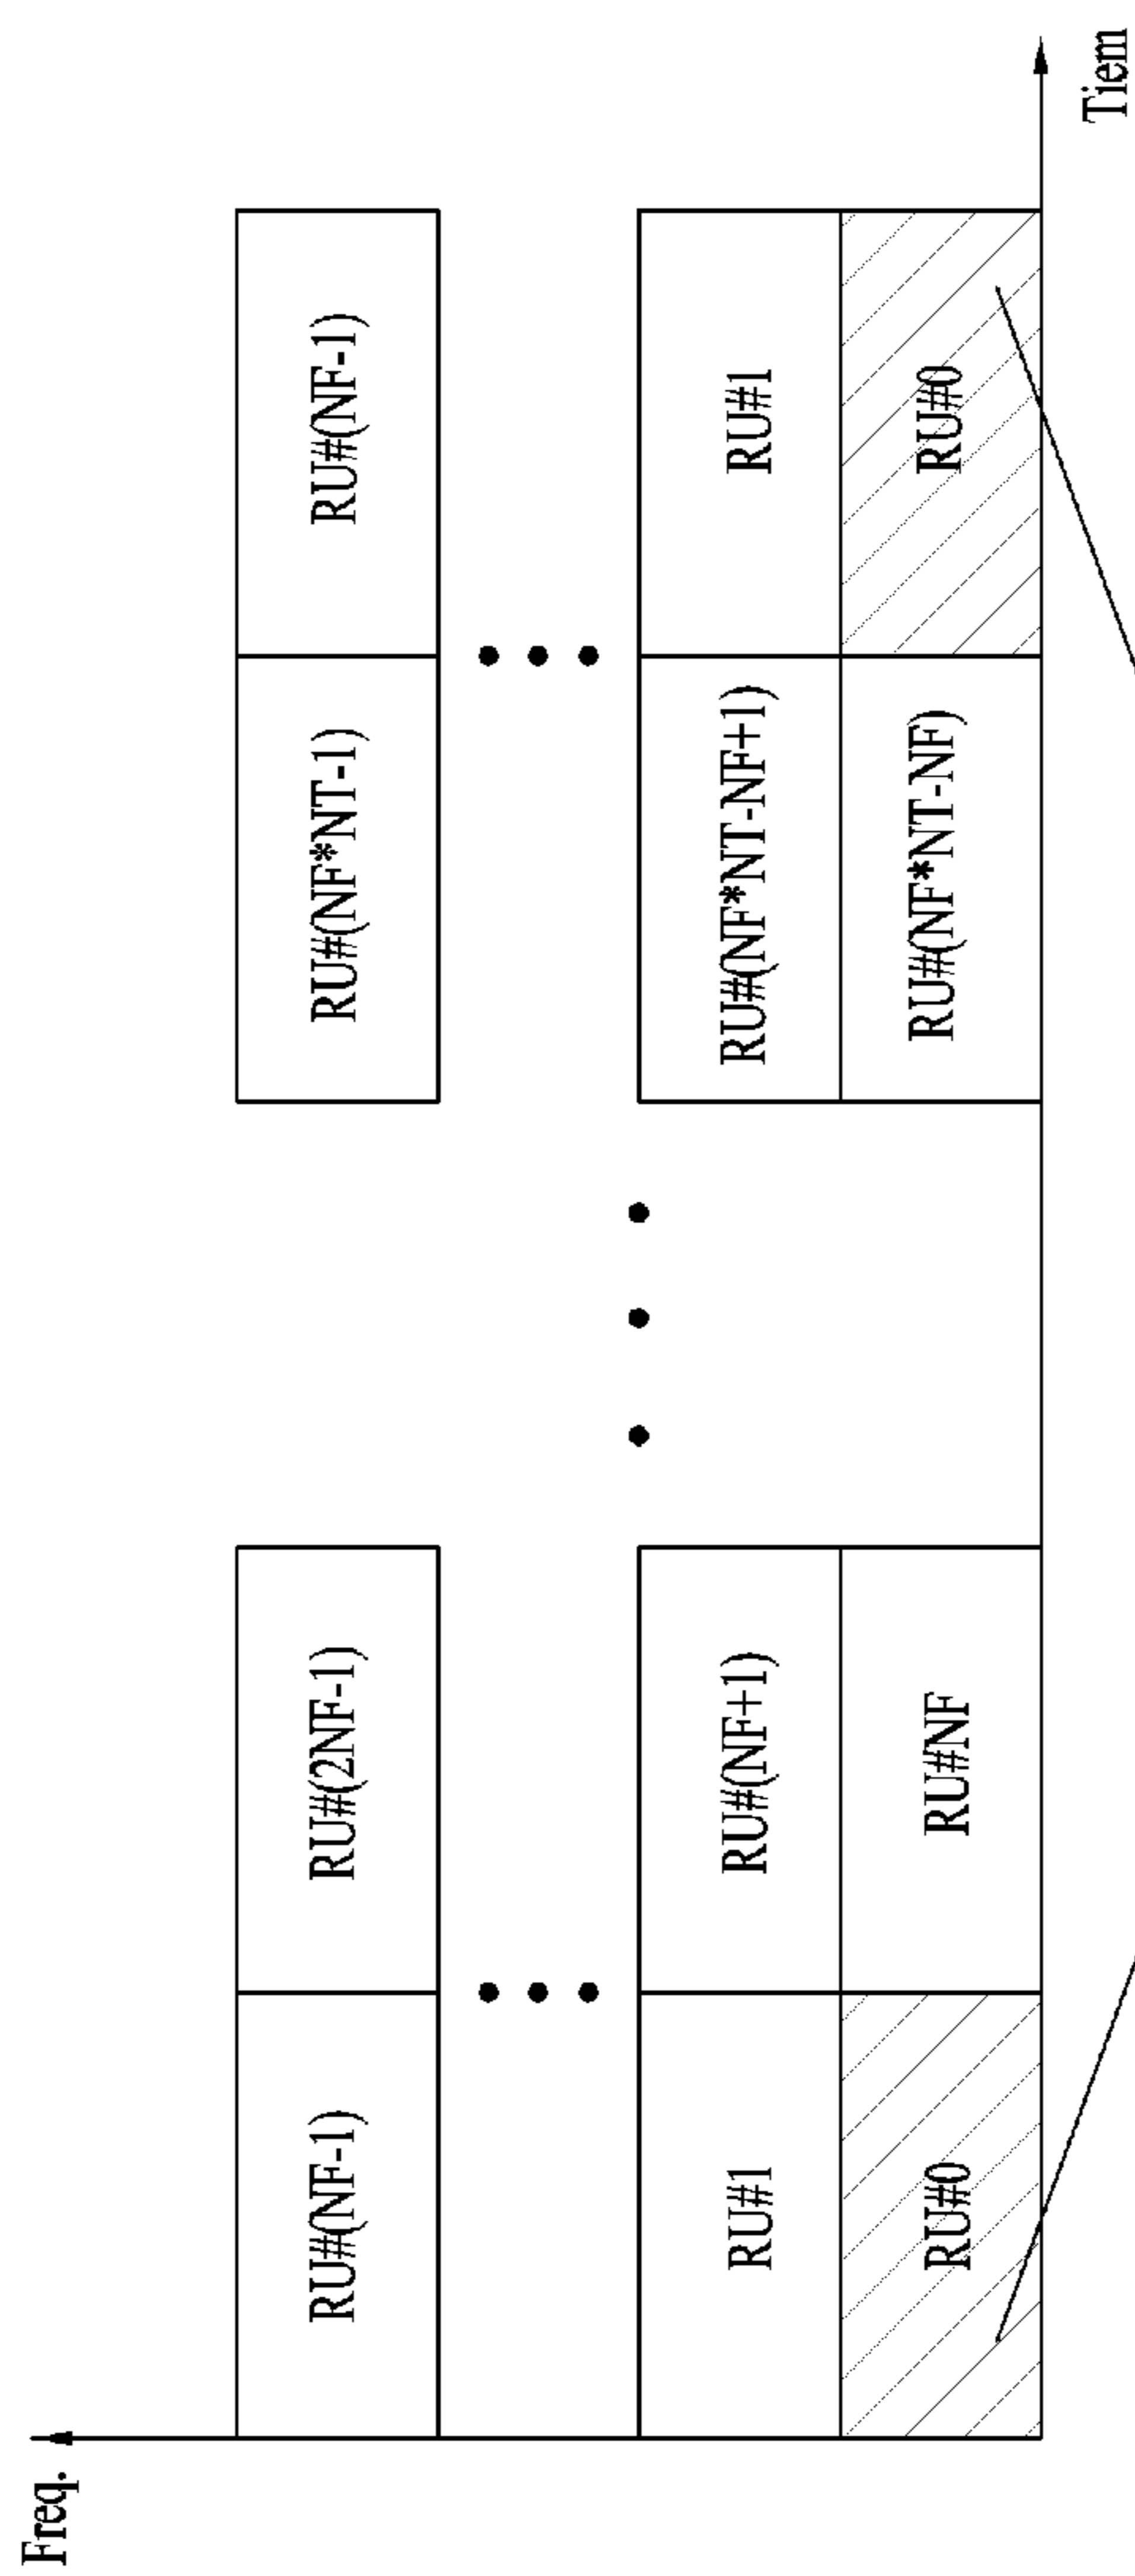 Freq.
RU#(NF-1)
RU#(2NF-1)
RU#(NF*NT-1)
RU#(NF-1)
RU#1
RU#(NF+1)
RU#(NF*NT-NF+1)
RU#1
RU#0
RU#NF
RU#(NF*NT-NF)
RU#0
Tiem